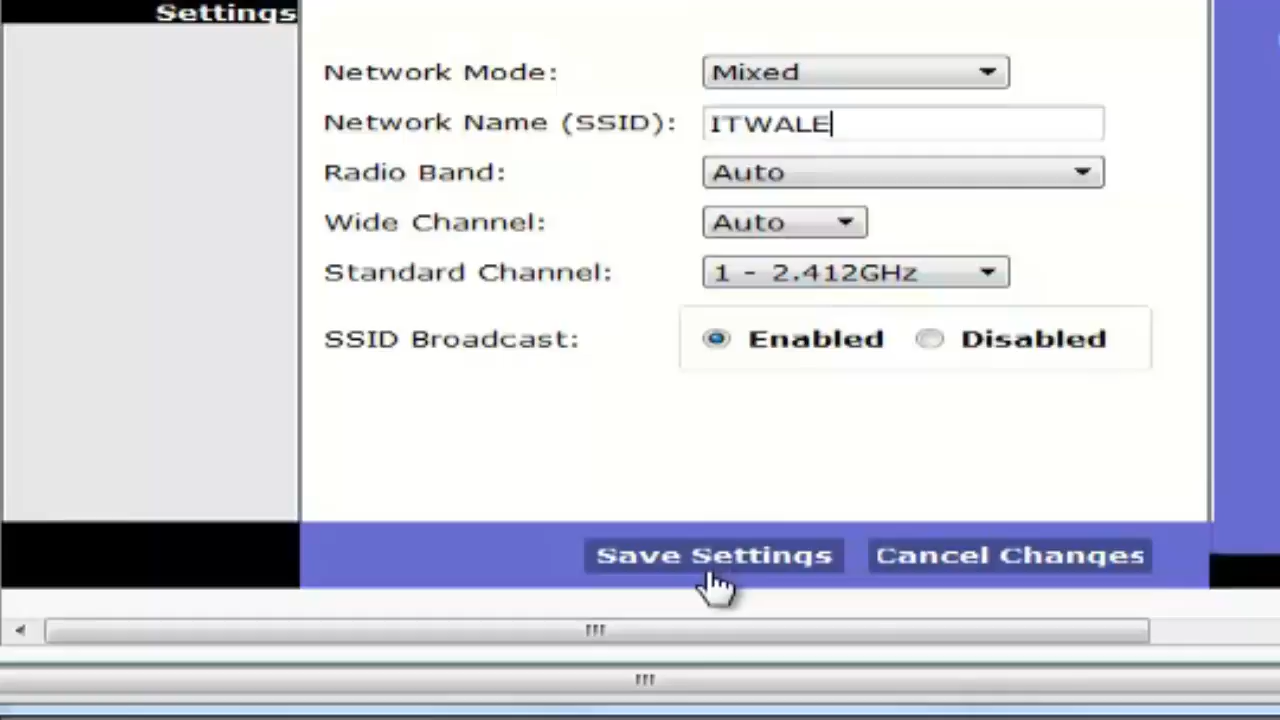 Settings
Network Mode: Mixed
Network Name (SSID): ITWALE
Radio Band: Auto
Wide Channel: Auto
Standard Channel: 1 - 2.412GHz
SSID Broadcast: Enabled Disabled
Save Settings Cancel Changes